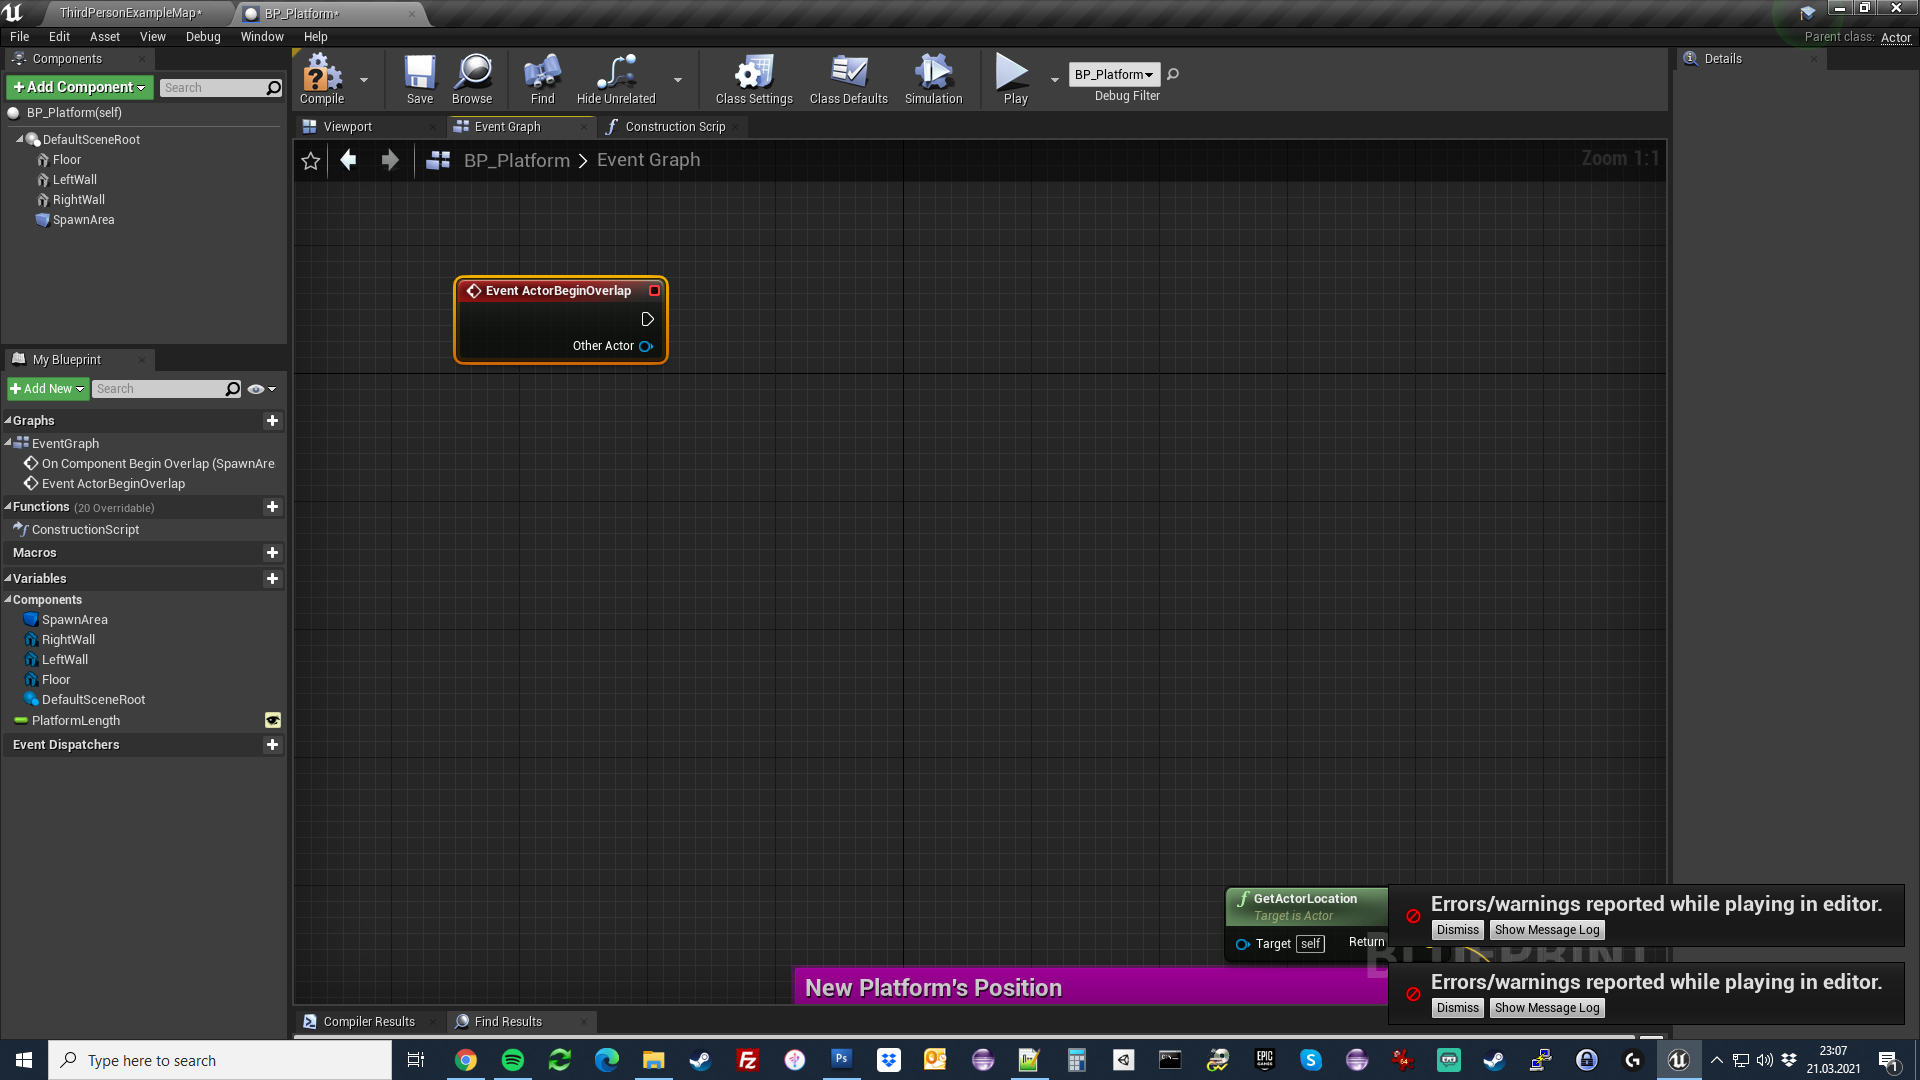 ThirdPersonExampleMap*
BP_Platform*
File Edit Asset View Debug Window Help
Parent class: Actor
Components
+Add Component
Search
BP_Platform(self)
DefaultSceneRoot
Floor
LeftWall
RightWall
SpawnArea
Compile
Save
Browse
Find
Hide Unrelated
Class Settings
Class Defaults
Simulation
Play
BP_Platform
Debug Filter
Details
Viewport
Event Graph
Construction Scrip
BP_Platform > Event Graph
Zoom 1:1
Event ActorBeginOverlap
Other Actor
My Blueprint
+Add New
Search
Graphs
EventGraph
On Component Begin Overlap (SpawnAre
Event ActorBeginOverlap
Functions (20 Overridable)
ConstructionScript
Macros
Variables
Components
SpawnArea
RightWall
LeftWall
Floor
DefaultSceneRoot
PlatformLength
Event Dispatchers
GetActorLocation
Target is Actor
Target self
Return
BLUEPRINT
New Platform's Position
Errors/warnings reported while playing in editor.
Dismiss Show Message Log
Errors/warnings reported while playing in editor.
Dismiss Show Message Log
Compiler Results
Find Results
Type here to search
Ps
EPIC
GAMES
64
23:07
21.03.2021
1